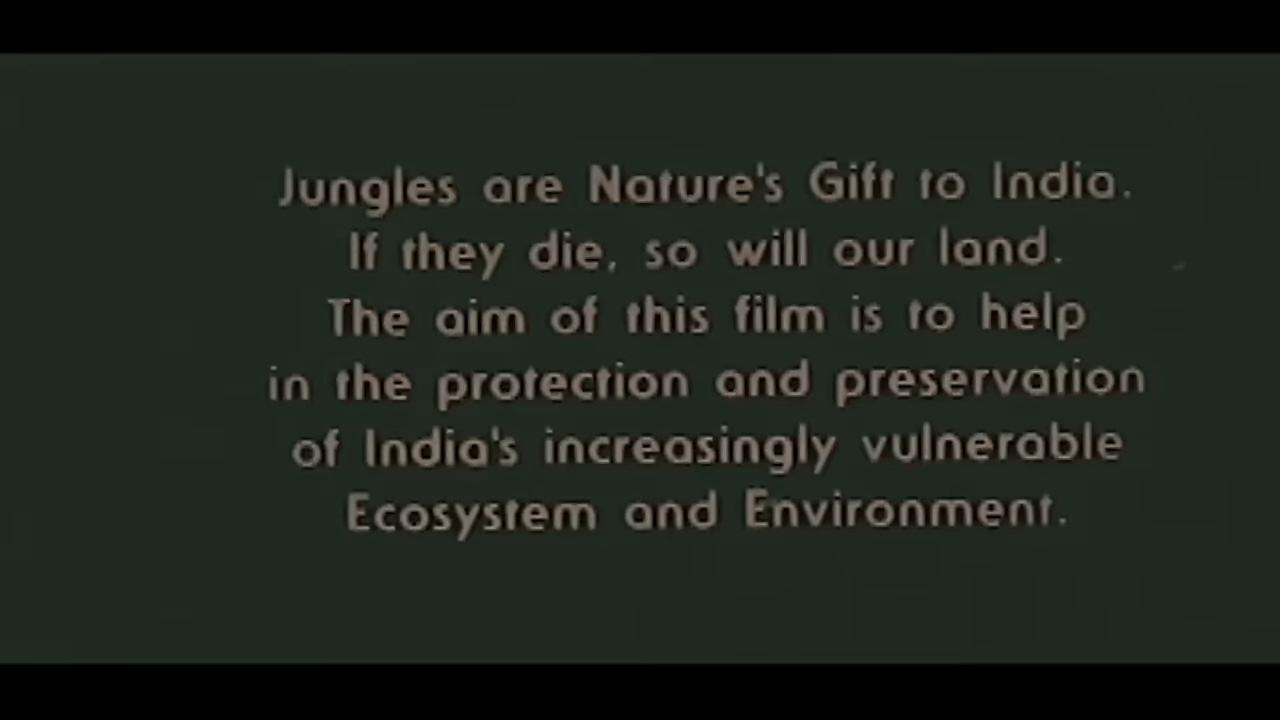 Jungles are Nature's Gift to India.
If they die, so will our land.
The aim of this film is to help
in the protection and preservation
of India's increasingly vulnerable
Ecosystem and Environment.